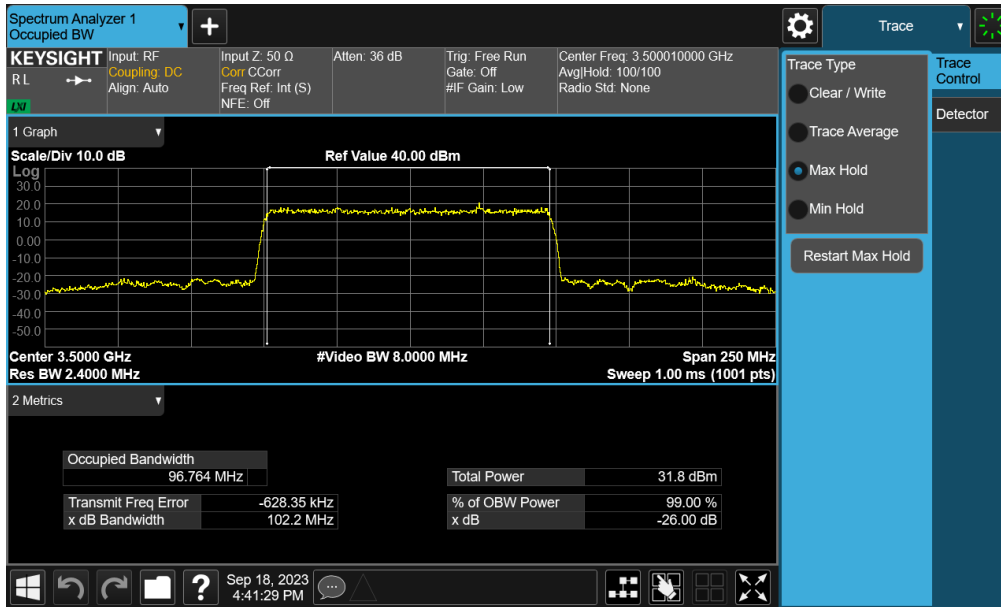 Spectrum Analyzer 1
Occupied BW
+
Trace
KEYSIGHT
R L
LXI
Input: RF
Coupling: DC
Align: Auto
Input Z: 50 Ω
Corr CCorr
Freq Ref: Int (S)
NFE: Off
Atten: 36 dB
Trig: Free Run
Gate: Off
#IF Gain: Low
Center Freq: 3.500010000 GHz
Avg|Hold: 100/100
Radio Std: None
Trace Type
Clear / Write
Trace Average
Max Hold
Min Hold
Restart Max Hold
Trace
Control
Detector
1 Graph
Scale/Div 10.0 dB
Ref Value 40.00 dBm
Log
30.0
20.0
10.0
0.00
-10.0
-20.0
-30.0
-40.0
-50.0
Center 3.5000 GHz
#Video BW 8.0000 MHz
Span 250 MHz
Res BW 2.4000 MHz
Sweep 1.00 ms (1001 pts)
2 Metrics
Occupied Bandwidth
96.764 MHz
Total Power 31.8 dBm
Transmit Freq Error -628.35 kHz
% of OBW Power 99.00 %
x dB Bandwidth 102.2 MHz
x dB -26.00 dB
?
Sep 18, 2023
4:41:29 PM